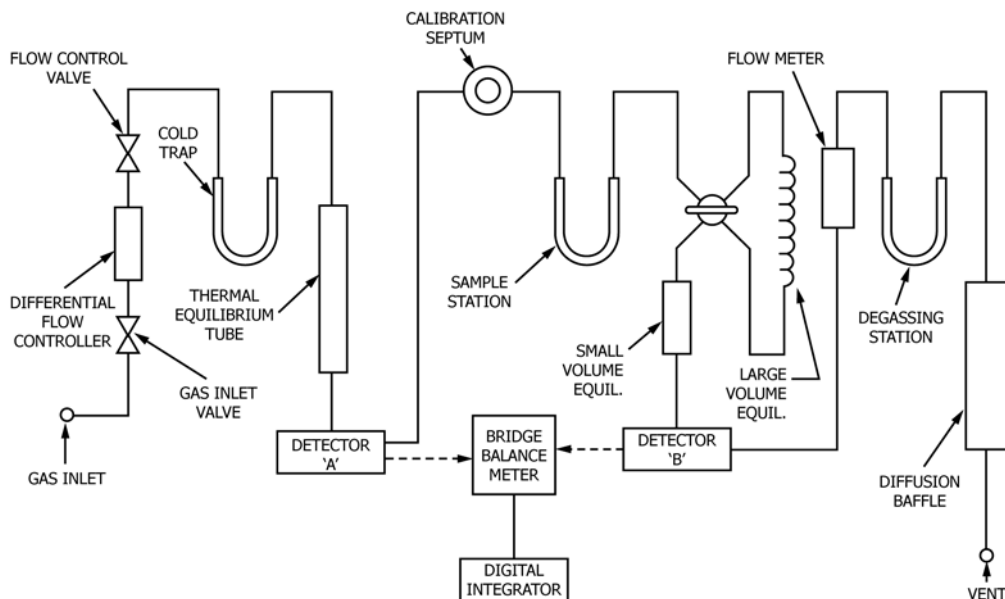 CALIBRATION
SEPTUM
FLOW CONTROL
VALVE
FLOW METER
COLD
TRAP
DIFFERENTIAL
FLOW
CONTROLLER
THERMAL
EQUILIBRIUM
TUBE
SAMPLE
STATION
DEGASSING
STATION
SMALL
VOLUME
EQUIL.
LARGE
VOLUME
EQUIL.
GAS INLET
VALVE
GAS INLET
DETECTOR
‘A’
BRIDGE
BALANCE
METER
DETECTOR
‘B’
DIFFUSION
BAFFLE
DIGITAL
INTEGRATOR
VENT